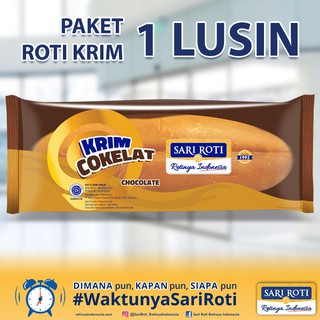 PAKET
ROTI KRIM
1 LUSIN
KRIM
COKELAT
CHOCOLATE
SARI ROTI
Rotinya Indonesia
1995
DIMANA pun, KAPAN pun, SIAPA pun
#WaktunyaSariRoti
SARI ROTI
Rotinya Indonesia